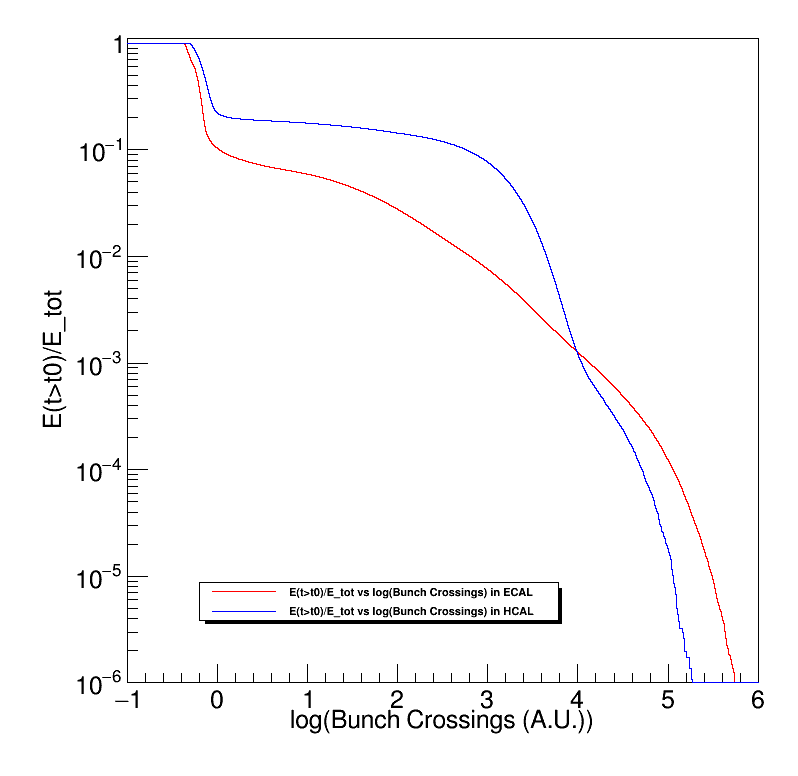 1
10−1
10−2
10−3
10−4
10−5
10−6
E(t>t0)/E_tot
E(t>t0)/E_tot vs log(Bunch Crossings) in ECAL
E(t>t0)/E_tot vs log(Bunch Crossings) in HCAL
−1 0 1 2 3 4 5 6
log(Bunch Crossings (A.U.))